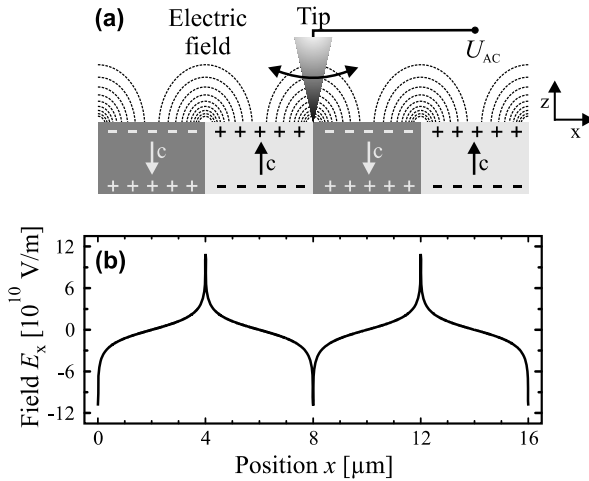 (a) Electric field Tip U_AC
z
x
- - - - - + + + + + - - - - - + + + + +
c c c c
+ + + + + - - - - - + + + + + - - - - -
(b)
12
6
0
-6
-12
Field E_x [10^10 V/m]
0 4 8 12 16
Position x [µm]